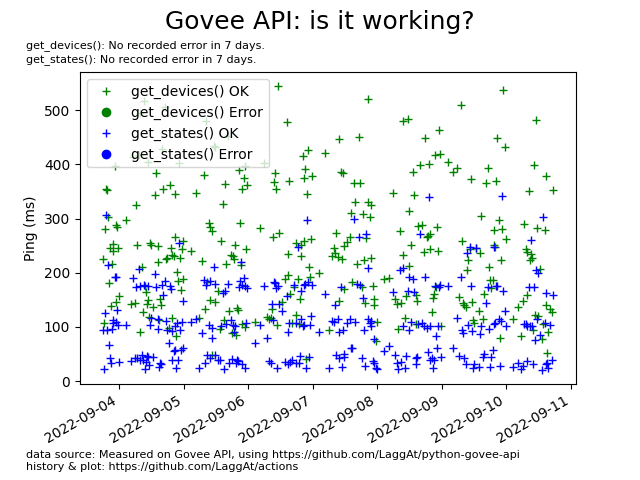 Govee API: is it working?
get_devices(): No recorded error in 7 days.
get_states(): No recorded error in 7 days.
get_devices() OK
get_devices() Error
get_states() OK
get_states() Error
Ping (ms)
500
400
300
200
100
0
2022-09-04
2022-09-05
2022-09-06
2022-09-07
2022-09-08
2022-09-09
2022-09-10
2022-09-11
data source: Measured on Govee API, using https://github.com/LaggAt/python-govee-api
history & plot: https://github.com/LaggAt/actions